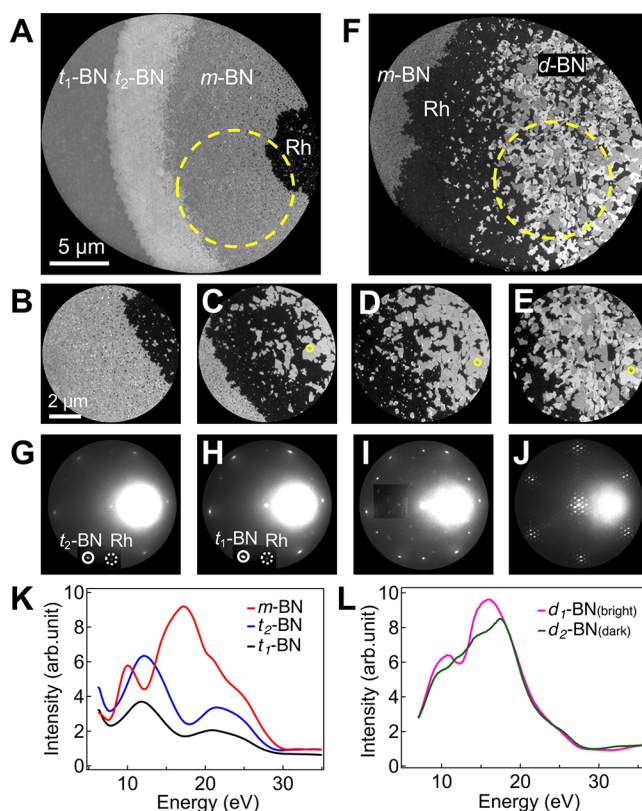 A
t₁-BN
t₂-BN
m-BN
Rh
5 μm
F
m-BN
Rh
d-BN
B
2 μm
C
D
E
G
t₂-BN
Rh
H
t₁-BN
Rh
I
J
K
10
8
6
4
2
0
Intensity (arb.unit)
m-BN
t₂-BN
t₁-BN
10
20
30
Energy (eV)
L
10
8
6
4
2
0
Intensity (arb.unit)
d₁-BN(bright)
d₂-BN(dark)
10
20
30
Energy (eV)